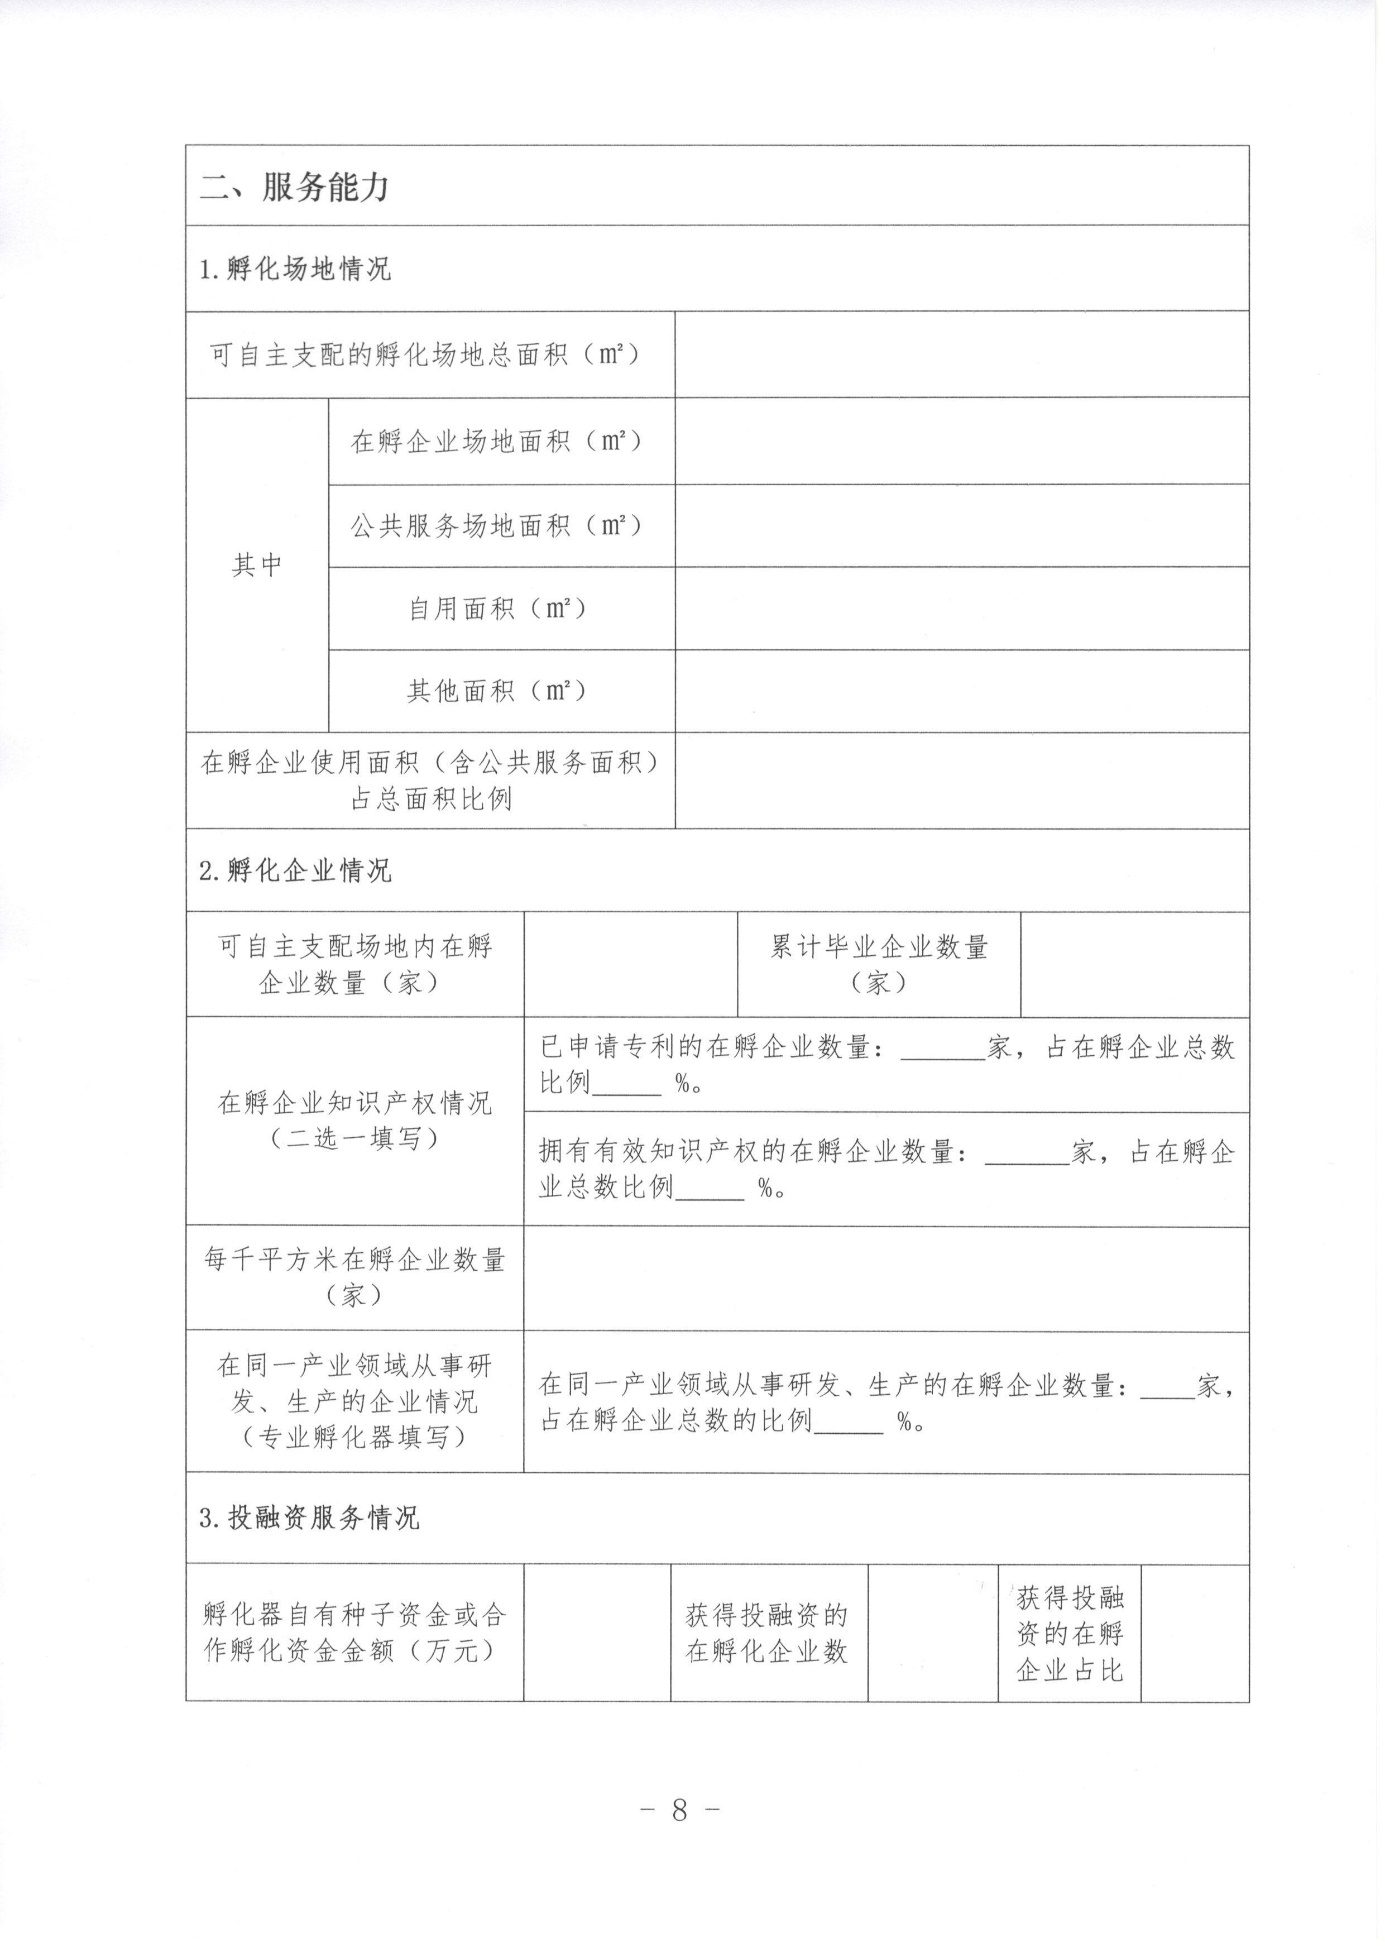 二、服务能力
1.孵化场地情况
可自主支配的孵化场地总面积（㎡）
其中
在孵企业场地面积（㎡）
公共服务场地面积（㎡）
自用面积（㎡）
其他面积（㎡）
在孵企业使用面积（含公共服务面积）
占总面积比例
2.孵化企业情况
可自主支配场地内在孵
企业数量（家）
累计毕业企业数量
（家）
在孵企业知识产权情况
（二选一填写）
已申请专利的在孵企业数量：______家，占在孵企业总数
比例_____ %。
拥有有效知识产权的在孵企业数量：______家，占在孵企
业总数比例_____ %。
每千平方米在孵企业数量
（家）
在同一产业领域从事研
发、生产的企业情况
（专业孵化器填写）
在同一产业领域从事研发、生产的在孵企业数量：____家，
占在孵企业总数的比例_____ %。
3.投融资服务情况
孵化器自有种子资金或合
作孵化资金金额（万元）
获得投融资的
在孵化企业数
获得投融
资的在孵
企业占比
- 8 -